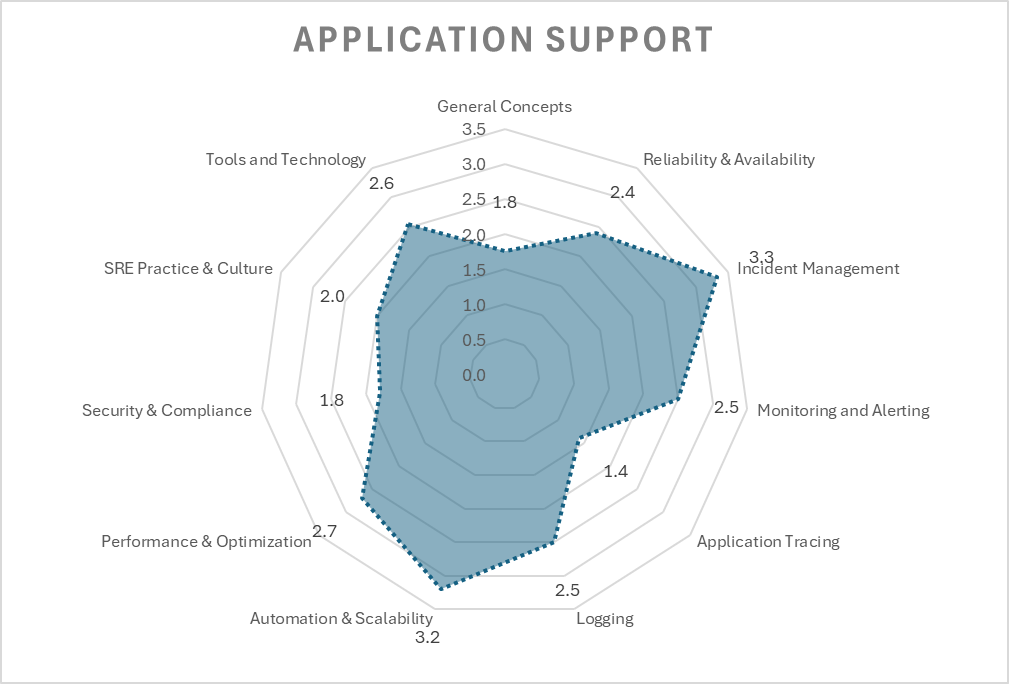 APPLICATION SUPPORT
General Concepts
3.5
Tools and Technology
Reliability & Availability
3.0
2.6
2.4
2.5
1.8
2.0
3.3
SRE Practice & Culture
1.5
Incident Management
2.0
1.0
0.5
0.0
Security & Compliance
1.8
2.5
Monitoring and Alerting
1.4
2.7
Performance & Optimization
Application Tracing
2.5
Automation & Scalability
Logging
3.2